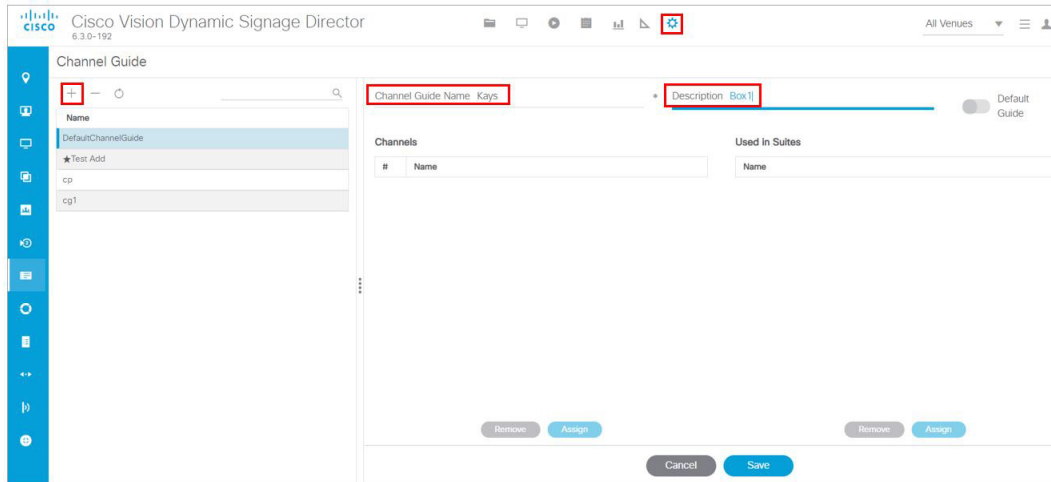 cisco
Cisco Vision Dynamic Signage Director
6.3.0-192
All Venues
Channel Guide
Name
DefaultChannelGuide
★Test Add
cp
cg1
Channel Guide Name Kays
* Description Box1
Default Guide
Channels
# Name
Used in Suites
Name
Remove Assign
Remove Assign
Cancel Save